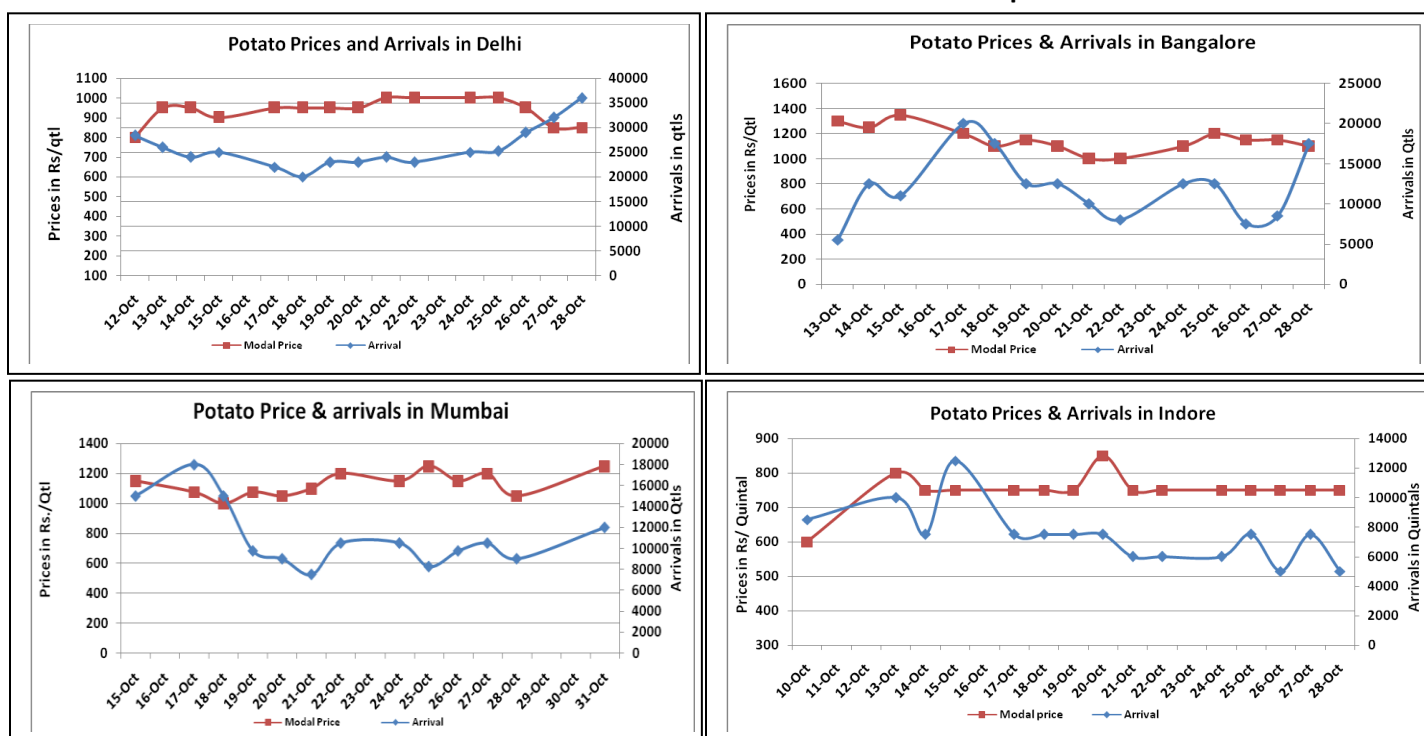 Potato Prices and Arrivals in Delhi
Prices in Rs/qtl
1100
1000
900
800
700
600
500
400
300
200
100
40000
35000
30000
25000
20000
15000
10000
5000
0
Arrivals in qtls
12-Oct
13-Oct
14-Oct
15-Oct
16-Oct
17-Oct
18-Oct
19-Oct
20-Oct
21-Oct
22-Oct
23-Oct
24-Oct
25-Oct
26-Oct
27-Oct
28-Oct
Modal Price
Arrival
Potato Prices & Arrivals in Bangalore
Prices in Rs/Qtl
1600
1400
1200
1000
800
600
400
200
0
25000
20000
15000
10000
5000
0
Arrivals in Qtls
13-Oct
14-Oct
15-Oct
16-Oct
17-Oct
18-Oct
19-Oct
20-Oct
21-Oct
22-Oct
23-Oct
24-Oct
25-Oct
26-Oct
27-Oct
28-Oct
Modal Price
Arrival
Potato Price & arrivals in Mumbai
Prices in Rs./Qtl
1400
1200
1000
800
600
400
200
0
20000
18000
16000
14000
12000
10000
8000
6000
4000
2000
0
Arrivals in Qtls
15-Oct
16-Oct
17-Oct
18-Oct
19-Oct
20-Oct
21-Oct
22-Oct
23-Oct
24-Oct
25-Oct
26-Oct
27-Oct
28-Oct
29-Oct
30-Oct
31-Oct
Modal Price
Arrival
Potato Prices & Arrivals in Indore
Prices in Rs/ Quintal
900
800
700
600
500
400
300
14000
12000
10000
8000
6000
4000
2000
0
Arrivals in Quintals
10-Oct
11-Oct
12-Oct
13-Oct
14-Oct
15-Oct
16-Oct
17-Oct
18-Oct
19-Oct
20-Oct
21-Oct
22-Oct
23-Oct
24-Oct
25-Oct
26-Oct
27-Oct
28-Oct
Modal price
Arrival